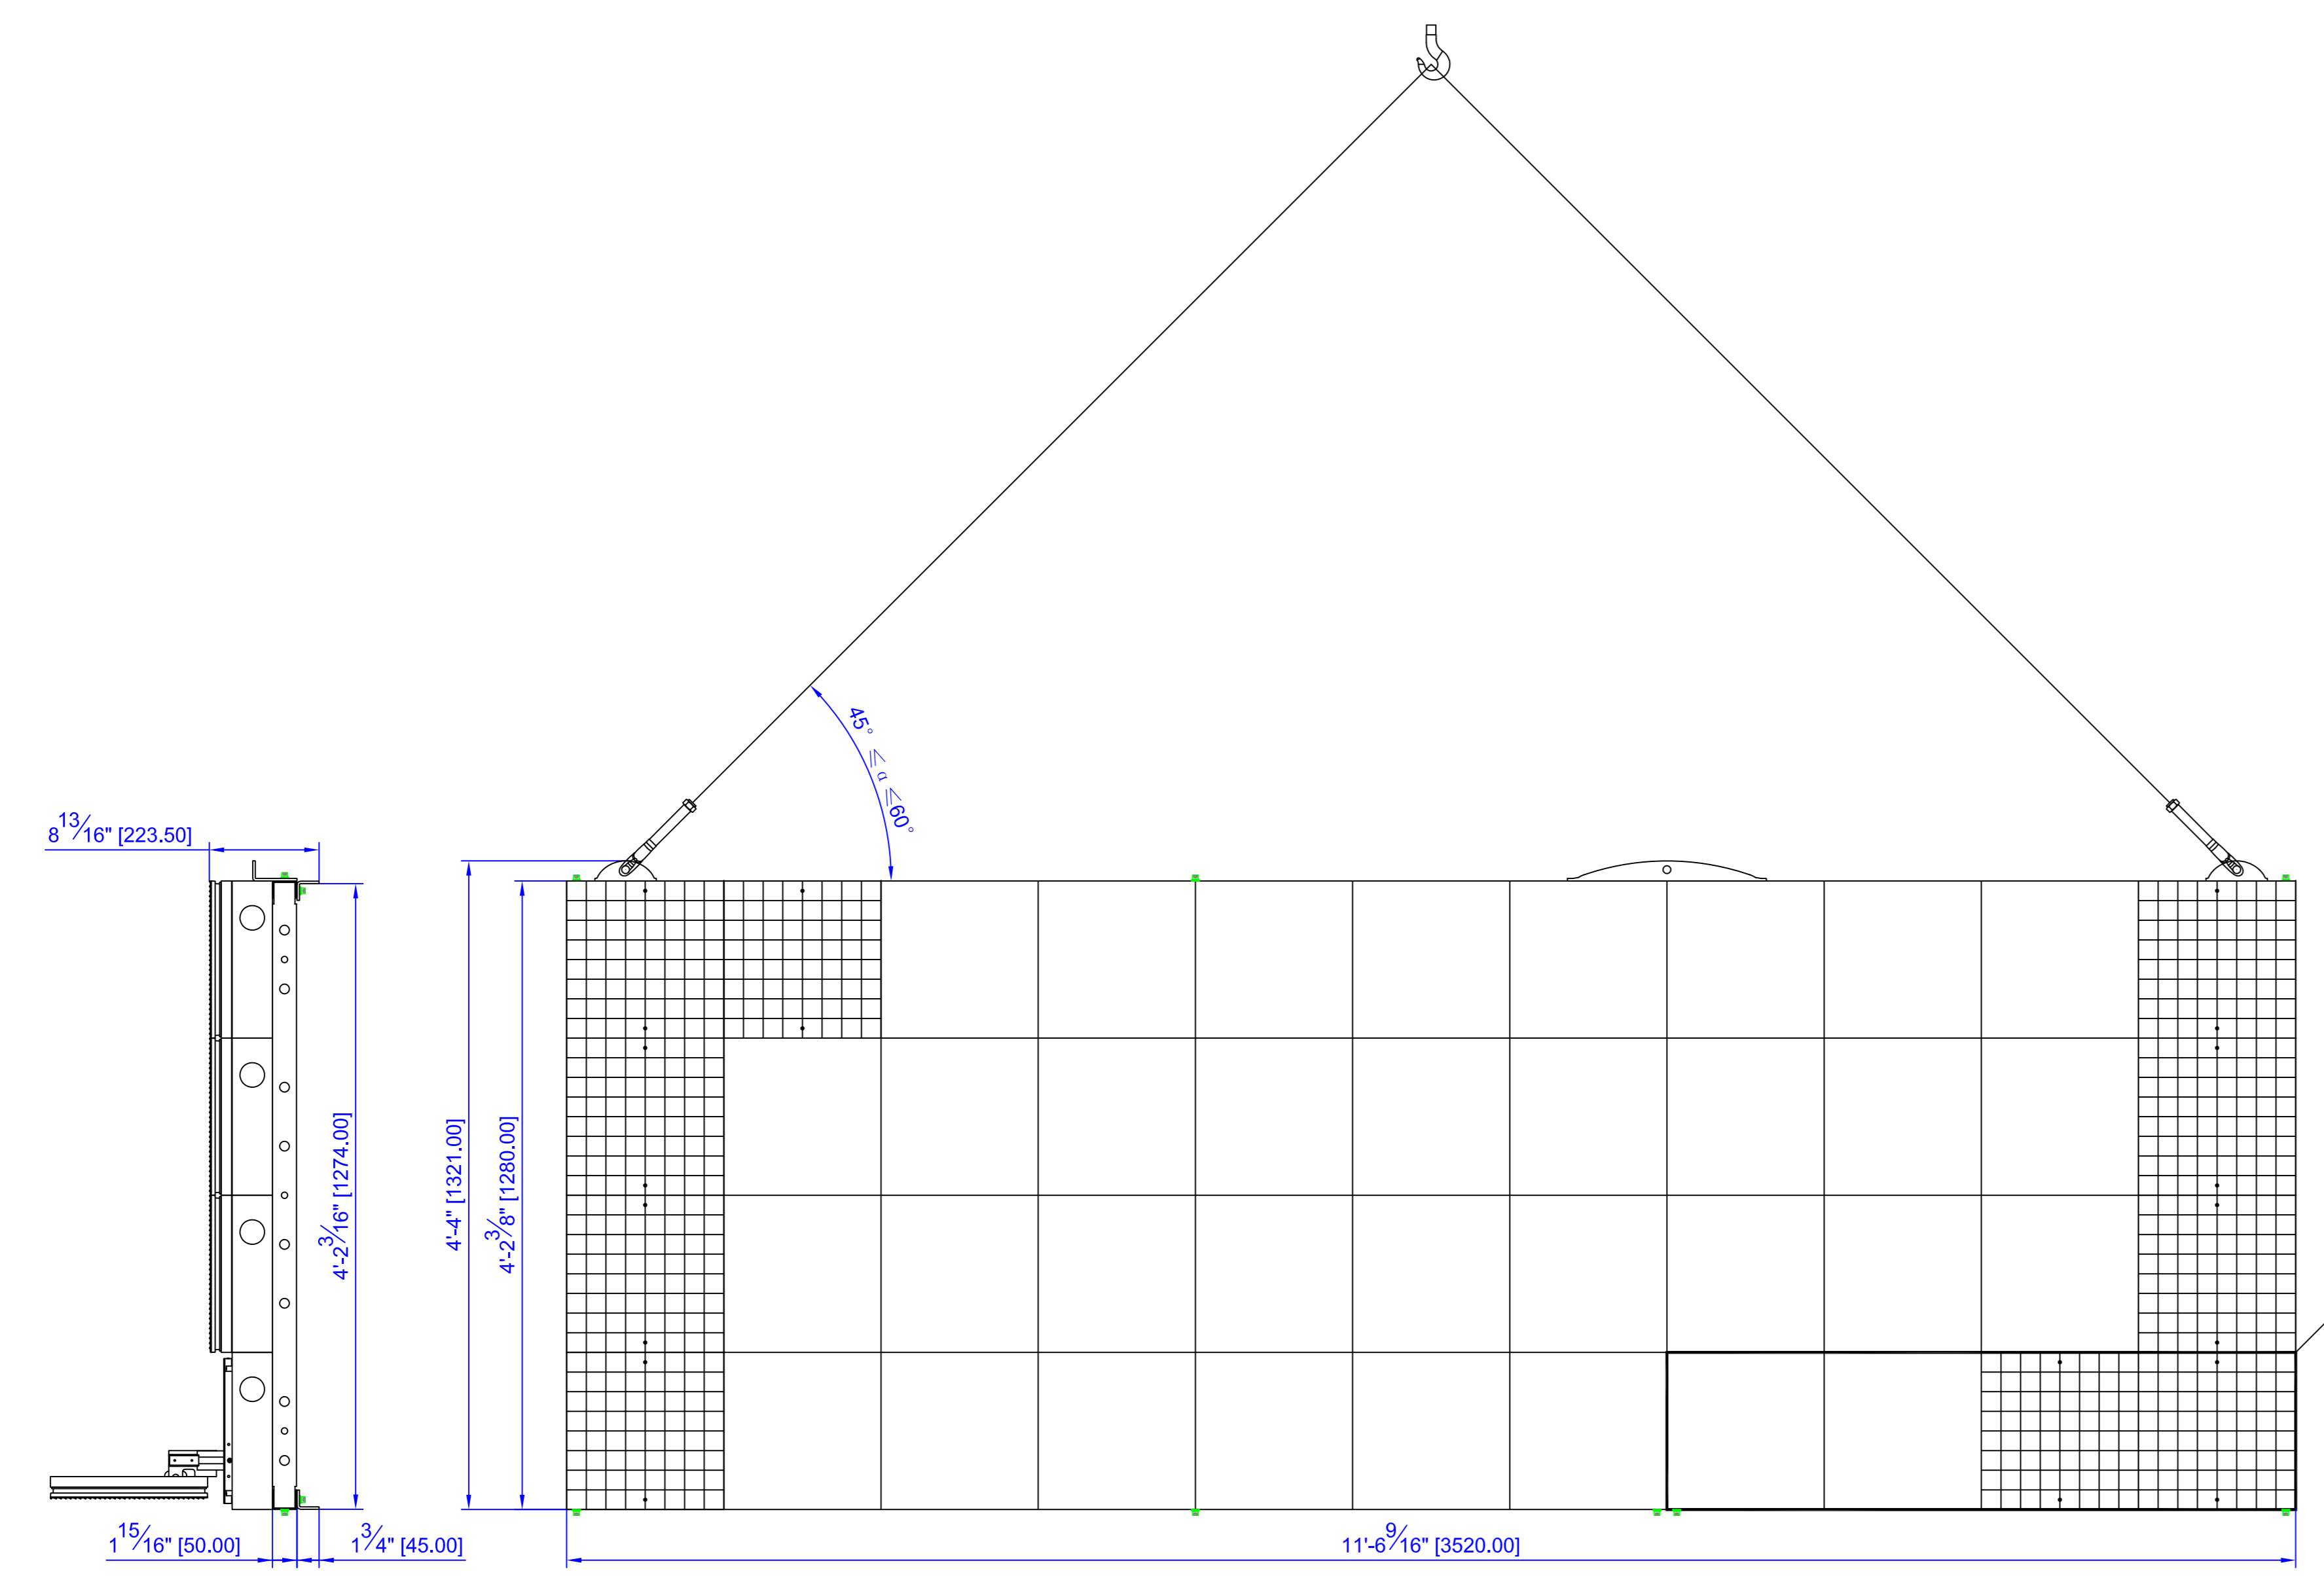 45° ≤ α ≤60°
8 13/16" [223.50]
4'-2 3/16" [1274.00]
4'-4" [1321.00]
4'-2 3/8" [1280.00]
1 15/16" [50.00]
1 3/4" [45.00]
11'-6 9/16" [3520.00]